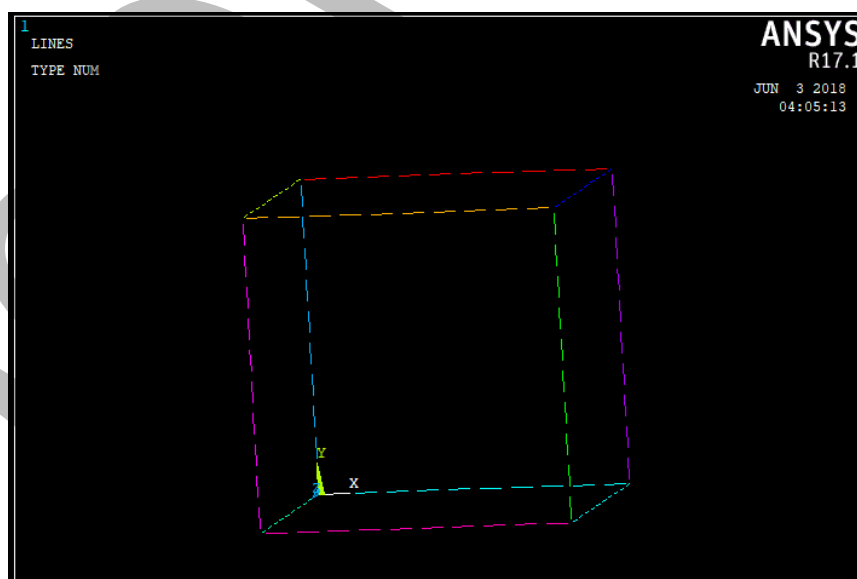 1
LINES
TYPE NUM
ANSYS
R17.1
JUN 3 2018
04:05:13
Y
X